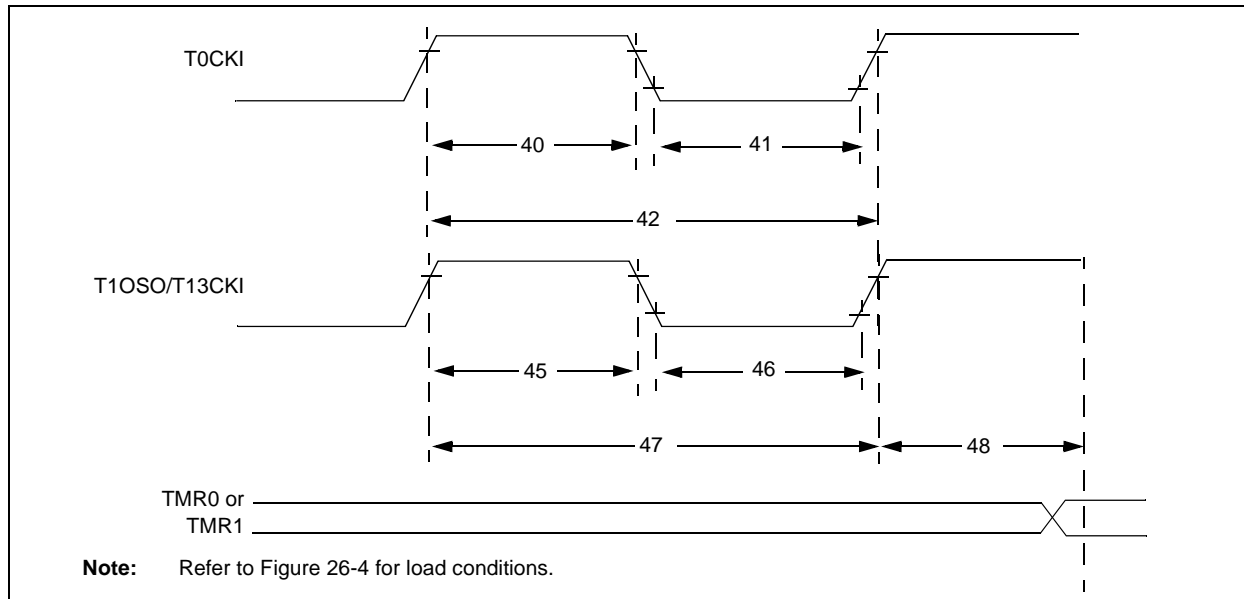 T0CKI
40
41
42
T1OSO/T13CKI
45
46
47
48
TMR0 or
TMR1
Note: Refer to Figure 26-4 for load conditions.